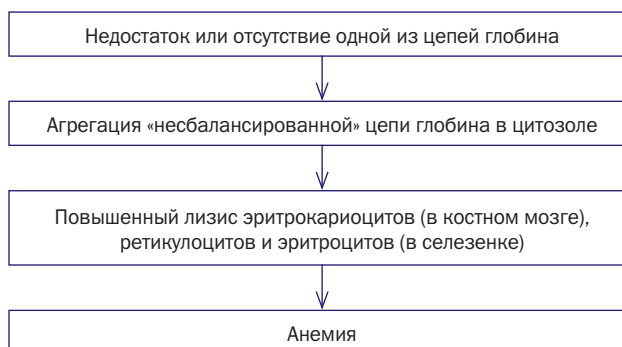 Недостаток или отсутствие одной из цепей глобина
Агрегация «несбалансированной» цепи глобина в цитозоле
Повышенный лизис эритрокариоцитов (в костном мозге),
ретикулоцитов и эритроцитов (в селезенке)
Анемия